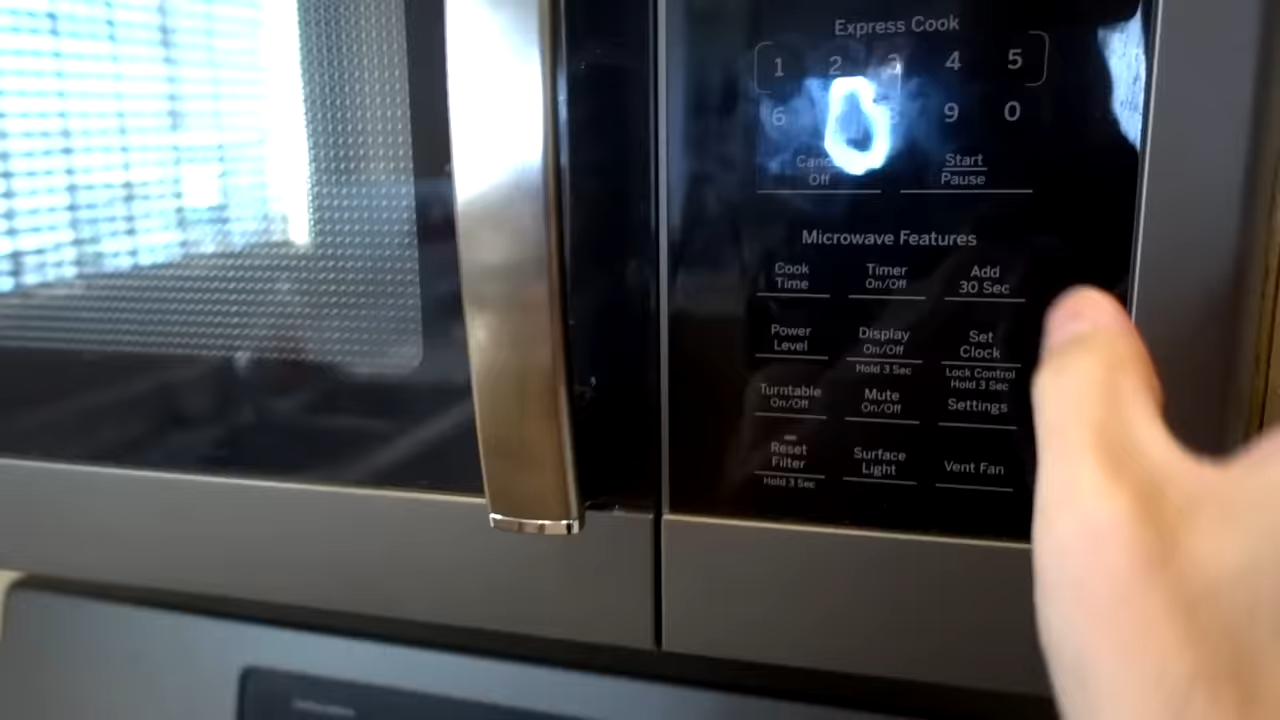 Express Cook
1 2 3 4 5
6 8 9 0
Cancel Start
Off Pause
Microwave Features
Cook Timer Add
Time On/Off 30 Sec
Power Display Set
Level On/Off Clock
Hold 3 Sec Lock Control
Hold 3 Sec
Turntable Mute Settings
On/Off On/Off
Reset Surface Vent Fan
Filter Light
Hold 3 Sec